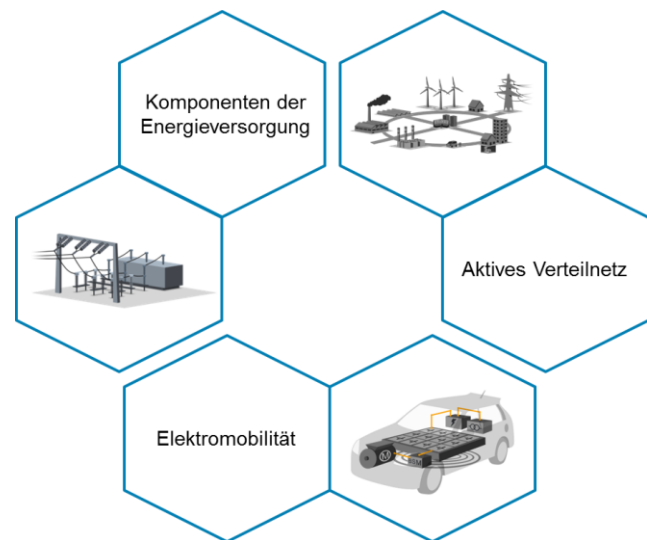 Komponenten der
Energieversorgung
Aktives Verteilnetz
Elektromobilität
M